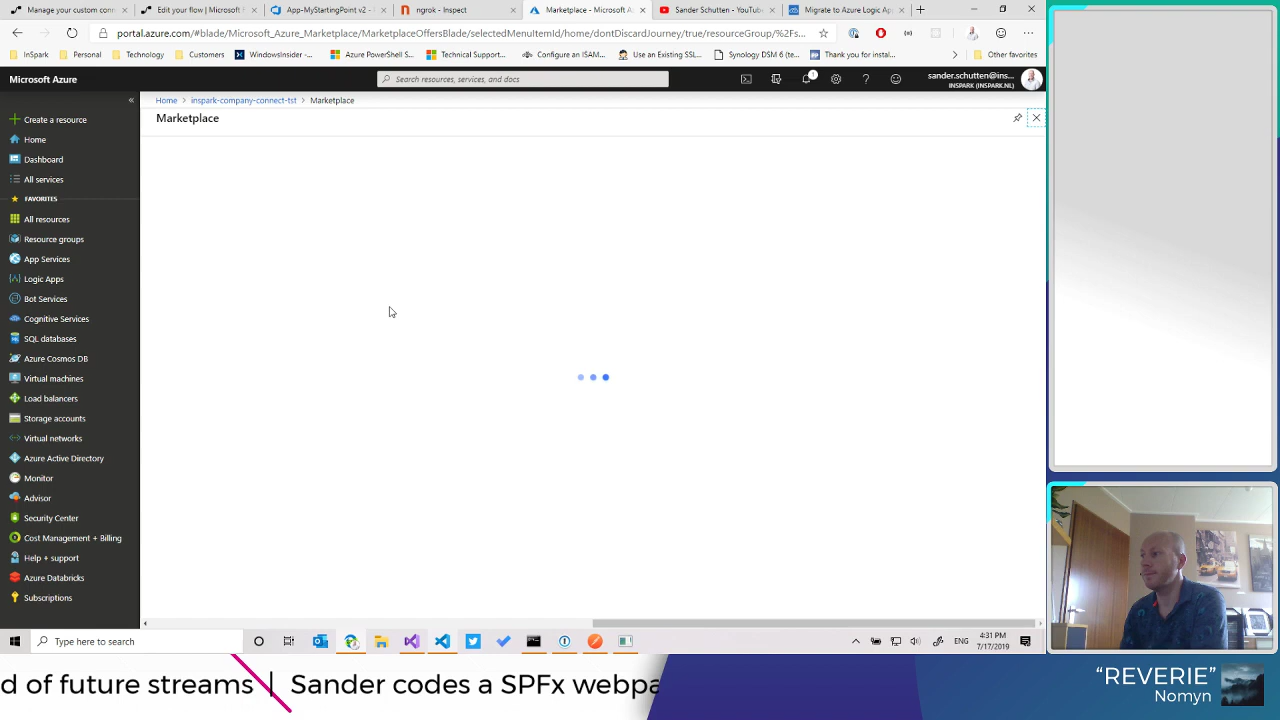 Manage your custom conn
Edit your flow | Microsoft F
App-MyStartingPoint v2 -
ngrok - Inspect
Marketplace - Microsoft A
Sander Schutten - YouTube
Migrate to Azure Logic Ap
portal.azure.com/#blade/Microsoft_Azure_Marketplace/MarketplaceOffersBlade/selectedMenuItemId/home/dontDiscardJourney/true/resourceGroup/%2Fs...
InSpark
Personal
Technology
Customers
WindowsInsider -
Azure PowerShell S...
Technical Training...
Use an Existing SSL...
Synology DSM 6 (te...
Thank you for instal...
Other favorites
Microsoft Azure
Search resources, services, and docs
1
sander.schutten@ins...
INSPARK (INSPARK.NL)
Home > inspark-company-connect-tst > Marketplace
Marketplace
Create a resource
Home
Dashboard
All services
FAVORITES
All resources
Resource groups
App Services
Logic Apps
Bot Services
Cognitive Services
SQL databases
Azure Cosmos DB
Virtual machines
Load balancers
Storage accounts
Virtual networks
Azure Active Directory
Monitor
Advisor
Security Center
Cost Management + Billing
Help + support
Azure Databricks
Subscriptions
Type here to search
ENG
4:31 PM
7/17/2019
d of future streams | Sander codes a SPFx webpa
“REVERIE”
Nomyn